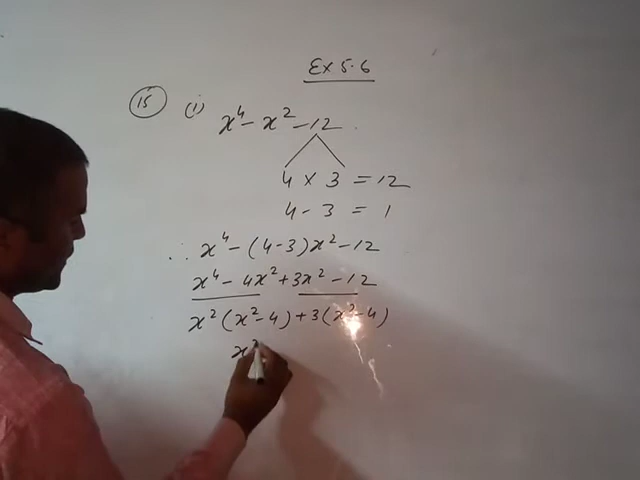 Ex 5.6
15 (i) x⁴ - x² - 12
4 × 3 = 12
4 - 3 = 1
∴ x⁴ - (4-3)x² - 12
x⁴ - 4x² + 3x² - 12
x²(x² - 4) + 3(x² - 4)
x²